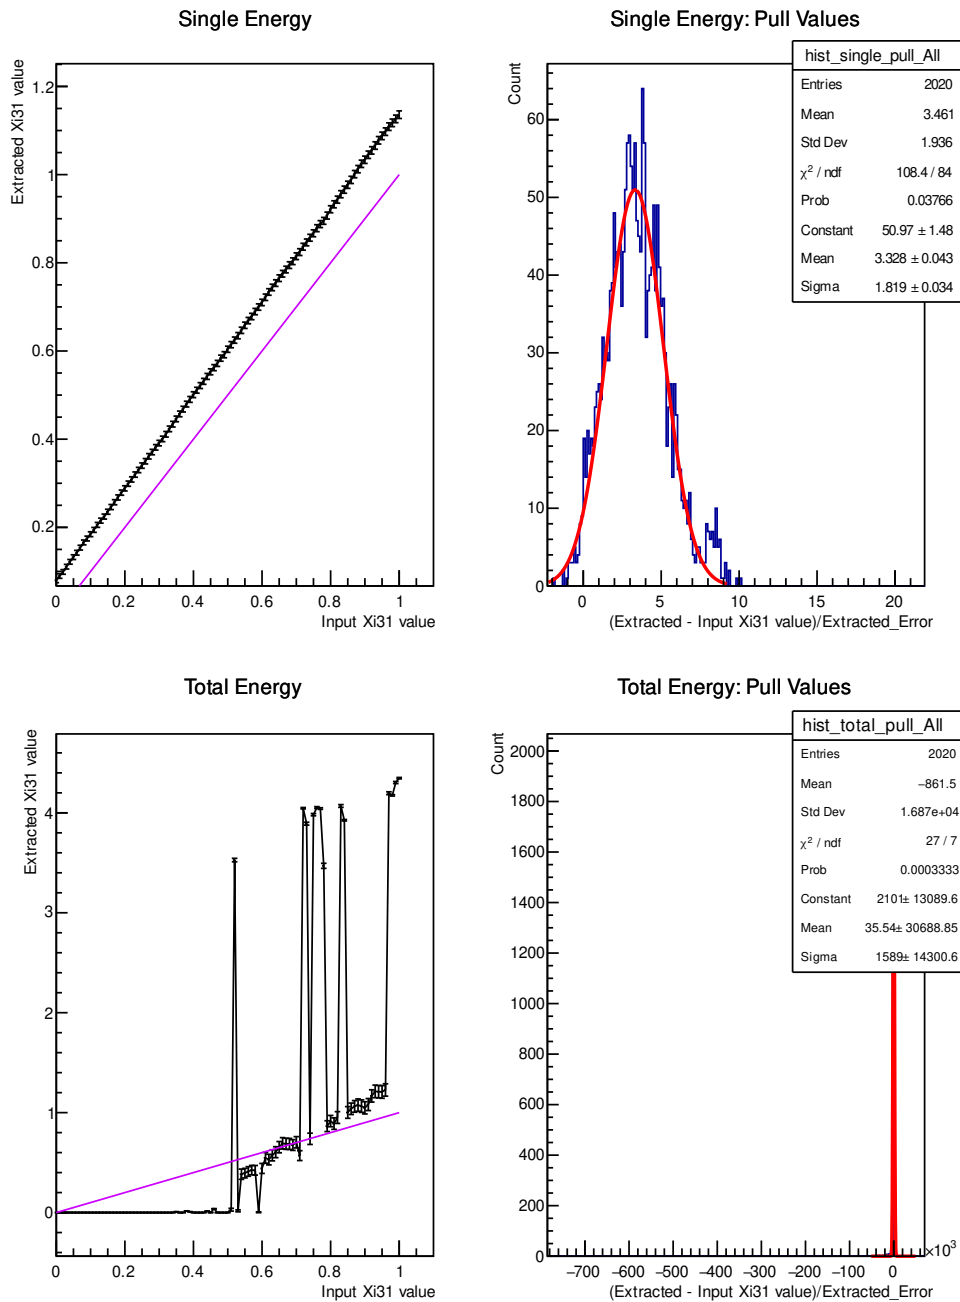 Single Energy
Extracted Xi31 value
1.2
1
0.8
0.6
0.4
0.2
0 0.2 0.4 0.6 0.8 1
Input Xi31 value
Single Energy: Pull Values
Count
60
50
40
30
20
10
0
0 5 10 15 20
(Extracted - Input Xi31 value)/Extracted_Error
hist_single_pull_All
Entries 2020
Mean 3.461
Std Dev 1.936
χ² / ndf 108.4 / 84
Prob 0.03766
Constant 50.97 ± 1.48
Mean 3.328 ± 0.043
Sigma 1.819 ± 0.034
Total Energy
Extracted Xi31 value
4
3
2
1
0
0 0.2 0.4 0.6 0.8 1
Input Xi31 value
Total Energy: Pull Values
Count
2000
1800
1600
1400
1200
1000
800
600
400
200
0
−700 −600 −500 −400 −300 −200 −100 0
×10³
(Extracted - Input Xi31 value)/Extracted_Error
hist_total_pull_All
Entries 2020
Mean −861.5
Std Dev 1.687e+04
χ² / ndf 27 / 7
Prob 0.0003333
Constant 2101± 13089.6
Mean 35.54± 30688.85
Sigma 1589± 14300.6